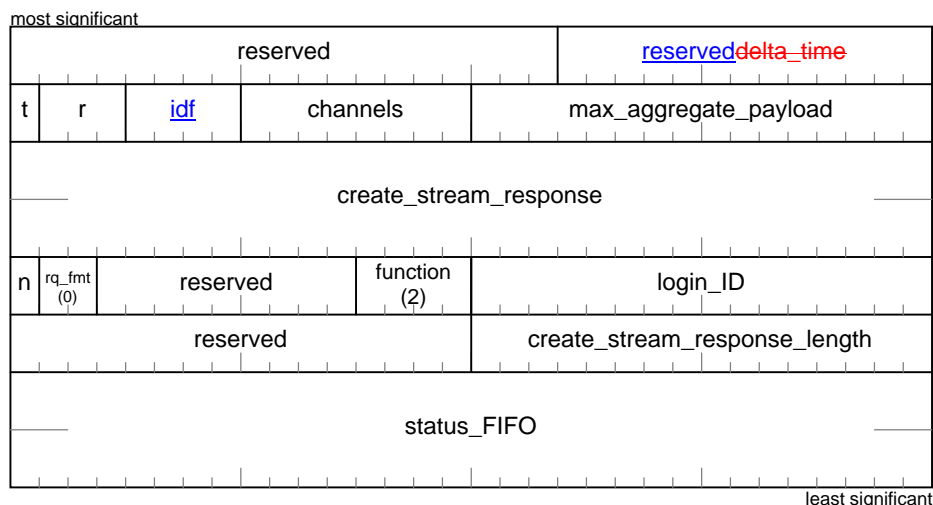 most significant
reserved reserveddelta_time
t r idf channels max_aggregate_payload
create_stream_response
n rq_fmt (0) reserved function (2) login_ID
reserved create_stream_response_length
status_FIFO
least significant